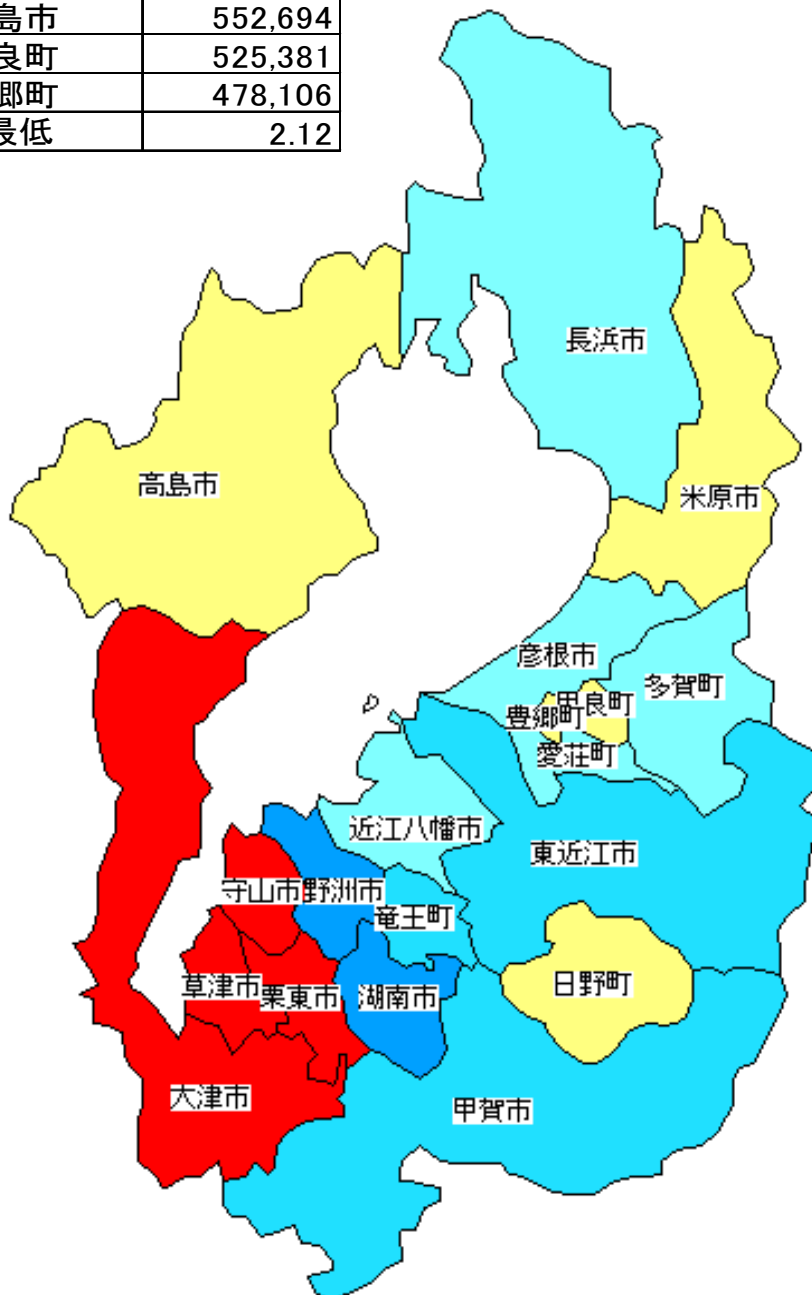 島市 552,694
良町 525,381
郷町 478,106
最低 2.12
長浜市
高島市
米原市
彦根市
多賀町
甲良町
豊郷町
愛荘町
近江八幡市
東近江市
守山市
野洲市
竜王町
草津市
栗東市
湖南市
日野町
大津市
甲賀市